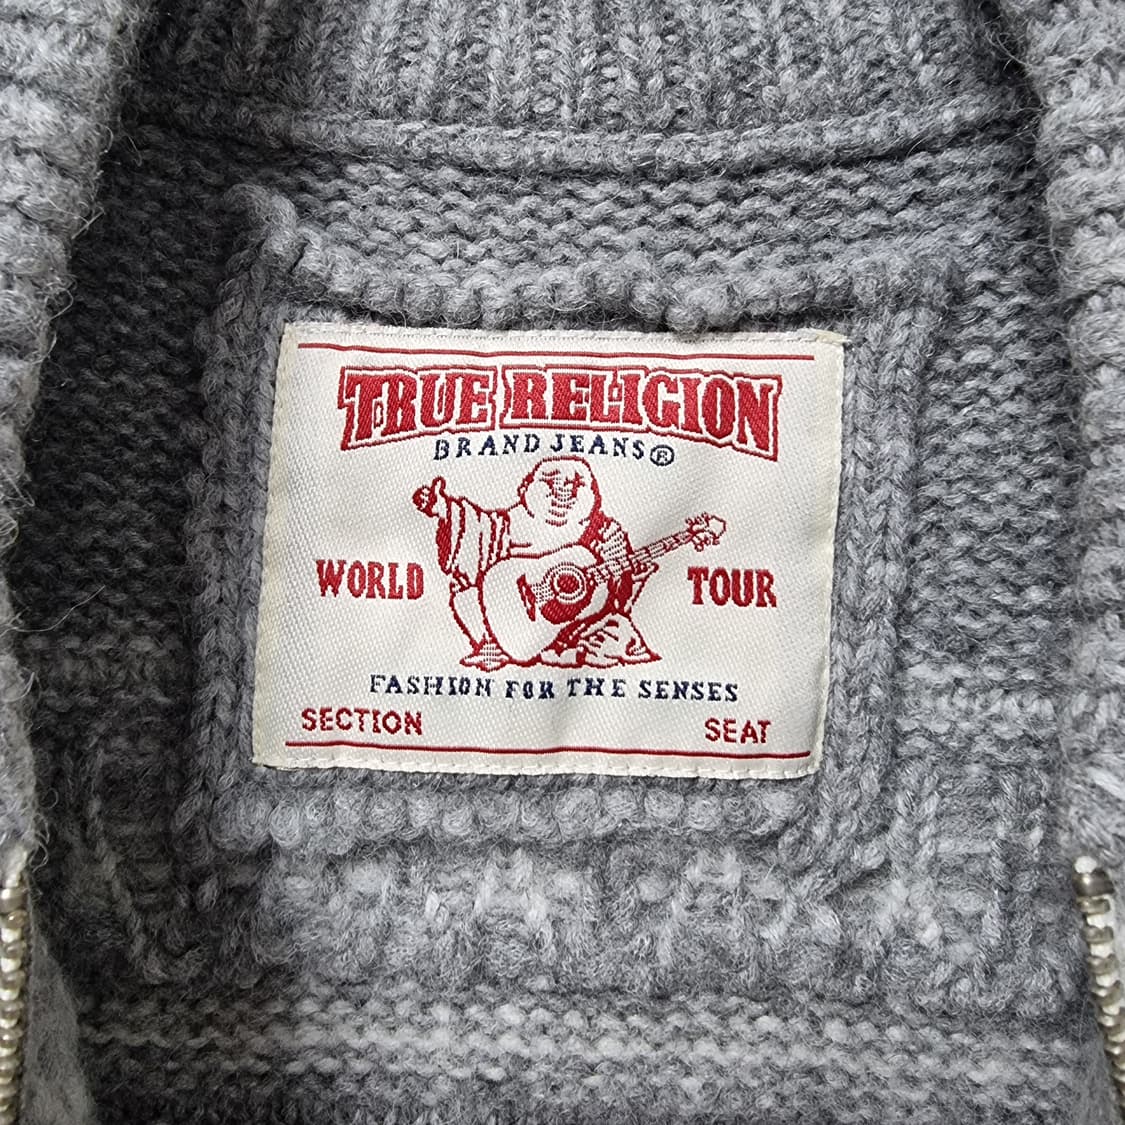 TRUE RELIGION
BRAND JEANS®
WORLD TOUR
FASHION FOR THE SENSES
SECTION SEAT